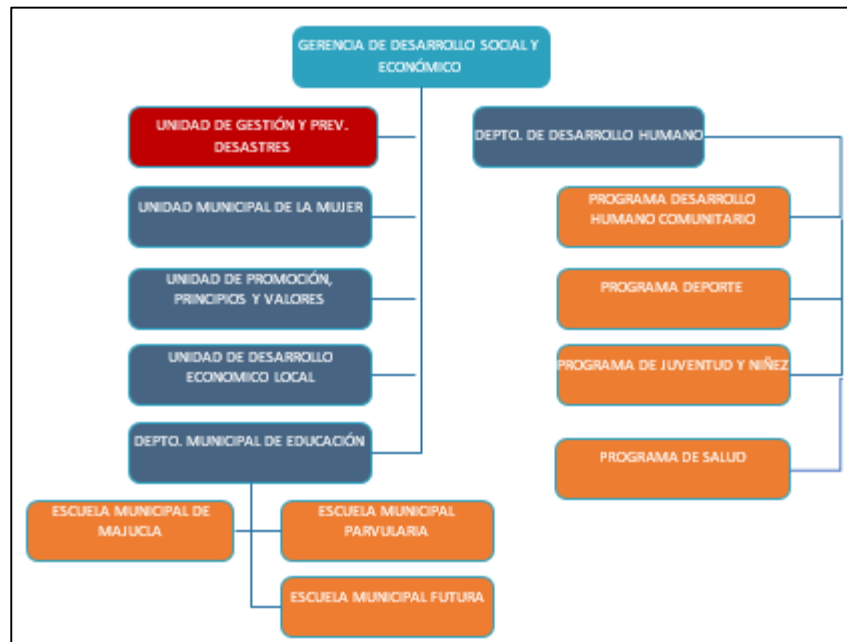 GERENCIA DE DESARROLLO SOCIAL Y
ECONÓMICO
UNIDAD DE GESTIÓN Y PREV.
DESASTRES
DEPTO. DE DESARROLLO HUMANO
UNIDAD MUNICIPAL DE LA MUJER
PROGRAMA DESARROLLO
HUMANO COMUNITARIO
UNIDAD DE PROMOCIÓN,
PRINCIPIOS Y VALORES
PROGRAMA DEPORTE
UNIDAD DE DESARROLLO
ECONOMICO LOCAL
PROGRAMA DE JUVENTUD Y NIÑEZ
DEPTO. MUNICIPAL DE EDUCACIÓN
PROGRAMA DE SALUD
ESCUELA MUNICIPAL DE
MAJUCLA
ESCUELA MUNICIPAL
PARVULARIA
ESCUELA MUNICIPAL FUTURA